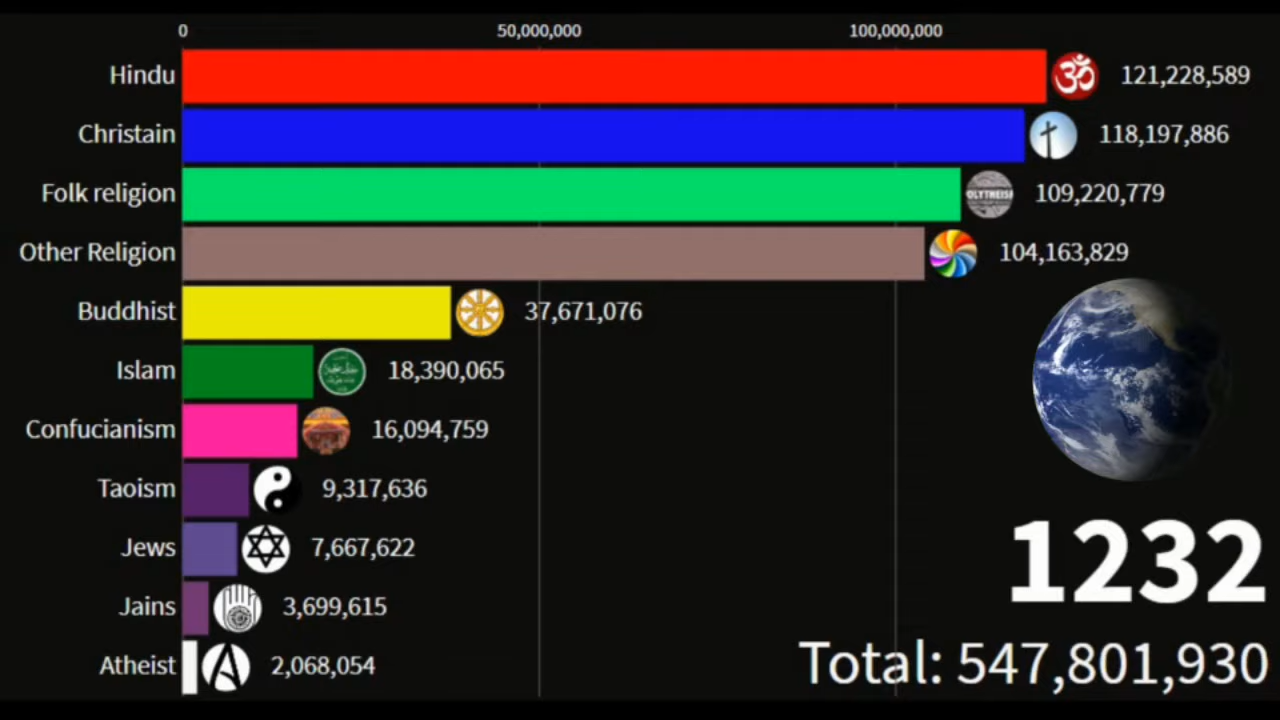 0 50,000,000 100,000,000
Hindu 121,228,589
Christain 118,197,886
Folk religion OLYTHEIS 109,220,779
Other Religion 104,163,829
Buddhist 37,671,076
Islam 18,390,065
Confucianism 16,094,759
Taoism 9,317,636
Jews 7,667,622
Jains 3,699,615
Atheist 2,068,054
1232
Total: 547,801,930